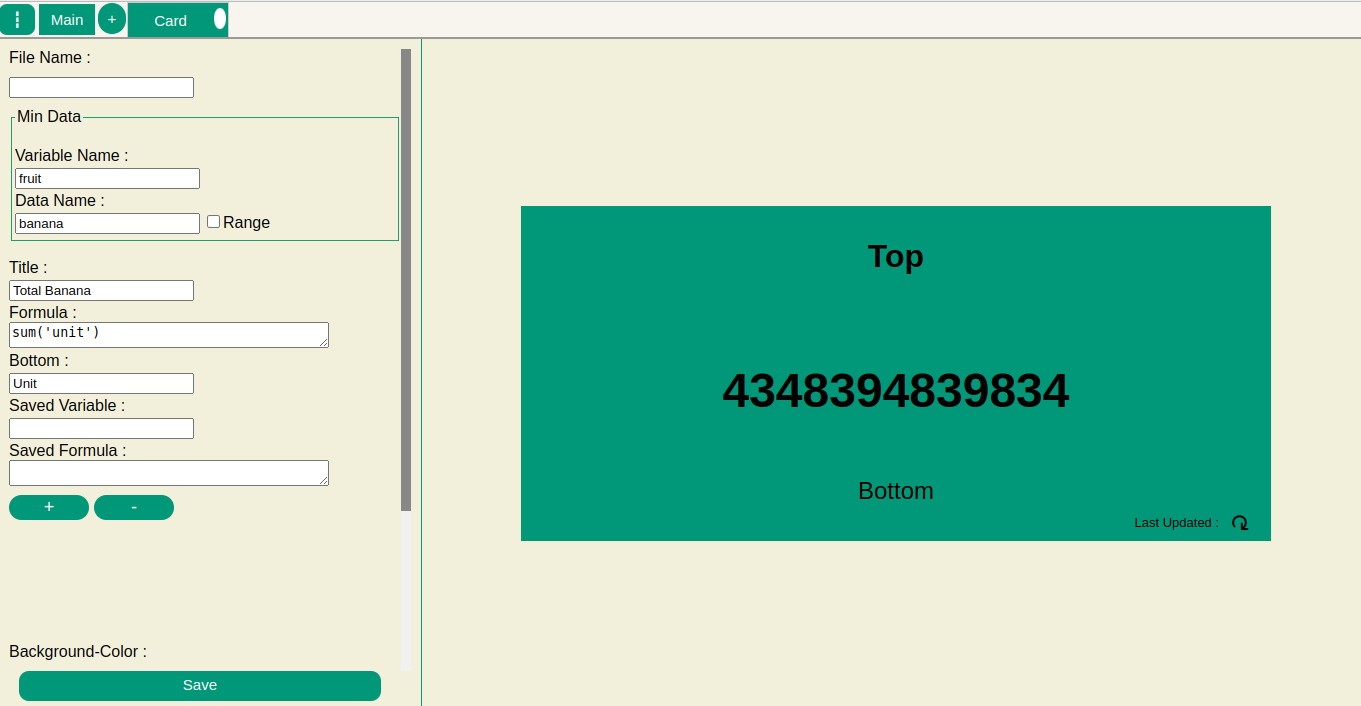 Main + Card
File Name :
Min Data
Variable Name :
fruit
Data Name :
banana Range
Title :
Total Banana
Formula :
sum('unit')
Bottom :
Unit
Saved Variable :
Saved Formula :
+ -
Background-Color :
Save
Top
4348394839834
Bottom
Last Updated :